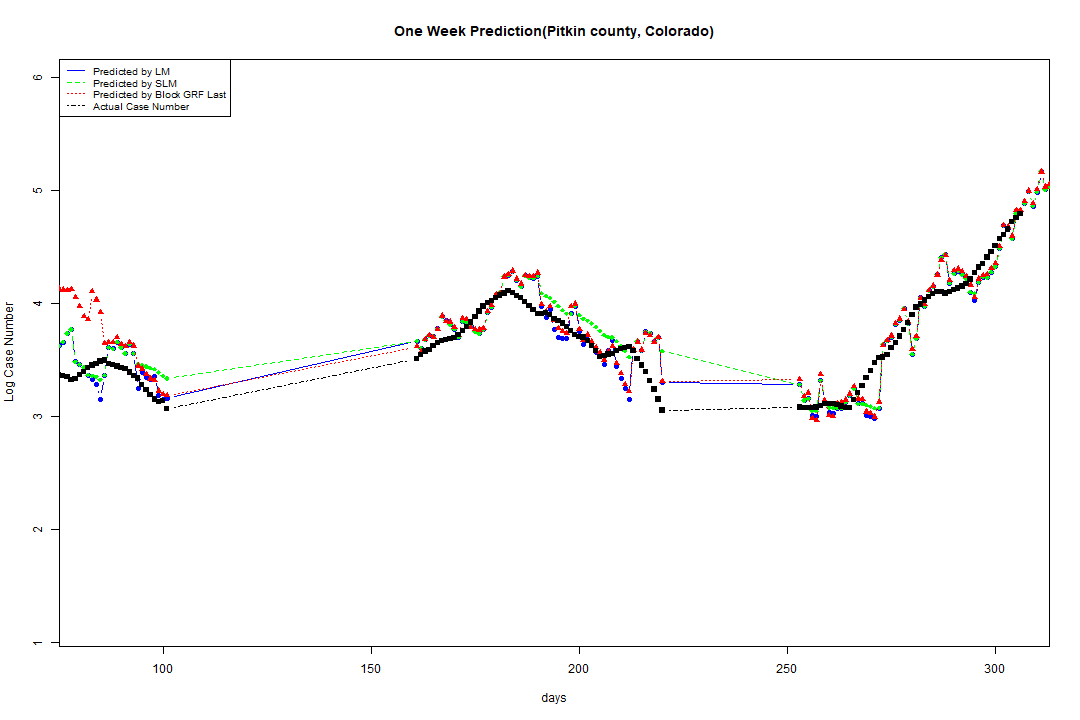 One Week Prediction(Pitkin county, Colorado)
Predicted by LM
Predicted by SLM
Predicted by Block GRF Last
Actual Case Number
6
5
4
3
2
1
Log Case Number
100 150 200 250 300
days